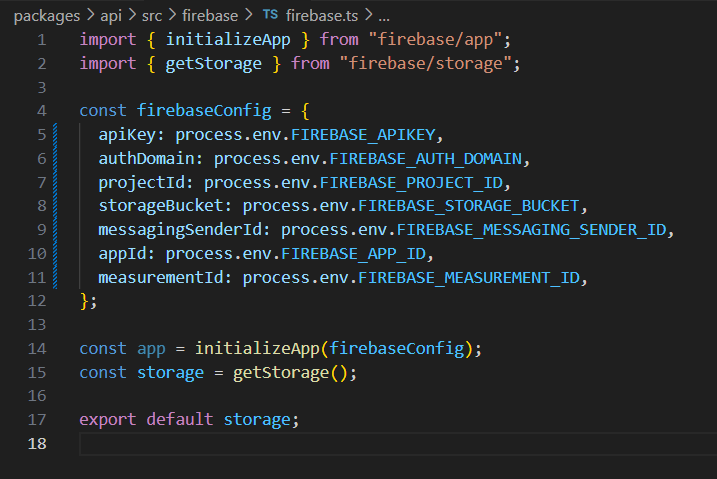 packages > api > src > firebase > TS firebase.ts > ...
1 import { initializeApp } from "firebase/app";
2 import { getStorage } from "firebase/storage";
3
4 const firebaseConfig = {
5   apiKey: process.env.FIREBASE_APIKEY,
6   authDomain: process.env.FIREBASE_AUTH_DOMAIN,
7   projectId: process.env.FIREBASE_PROJECT_ID,
8   storageBucket: process.env.FIREBASE_STORAGE_BUCKET,
9   messagingSenderId: process.env.FIREBASE_MESSAGING_SENDER_ID,
10   appId: process.env.FIREBASE_APP_ID,
11   measurementId: process.env.FIREBASE_MEASUREMENT_ID,
12 };
13
14 const app = initializeApp(firebaseConfig);
15 const storage = getStorage();
16
17 export default storage;
18